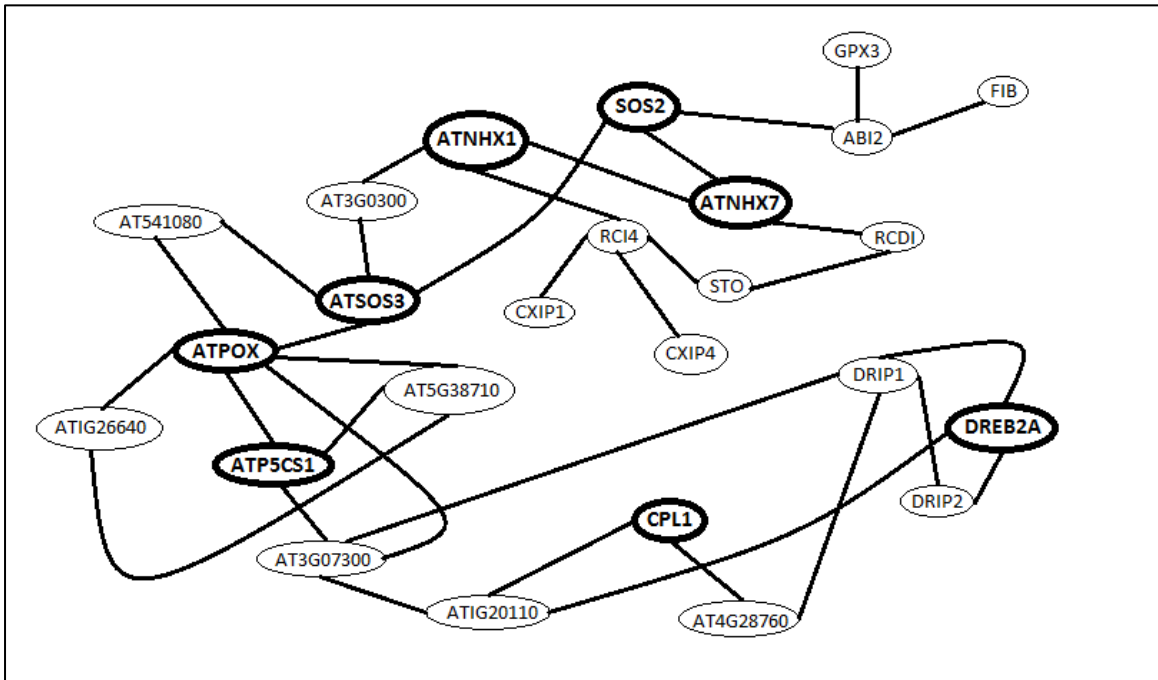 GPX3
FIB
SOS2
ABI2
ATNHX1
AT3G0300
ATNHX7
AT541080
RCI4
RCDI
STO
ATSOS3
CXIP1
CXIP4
ATPOX
AT5G38710
DRIP1
ATIG26640
DREB2A
ATP5CS1
DRIP2
CPL1
AT3G07300
ATIG20110
AT4G28760